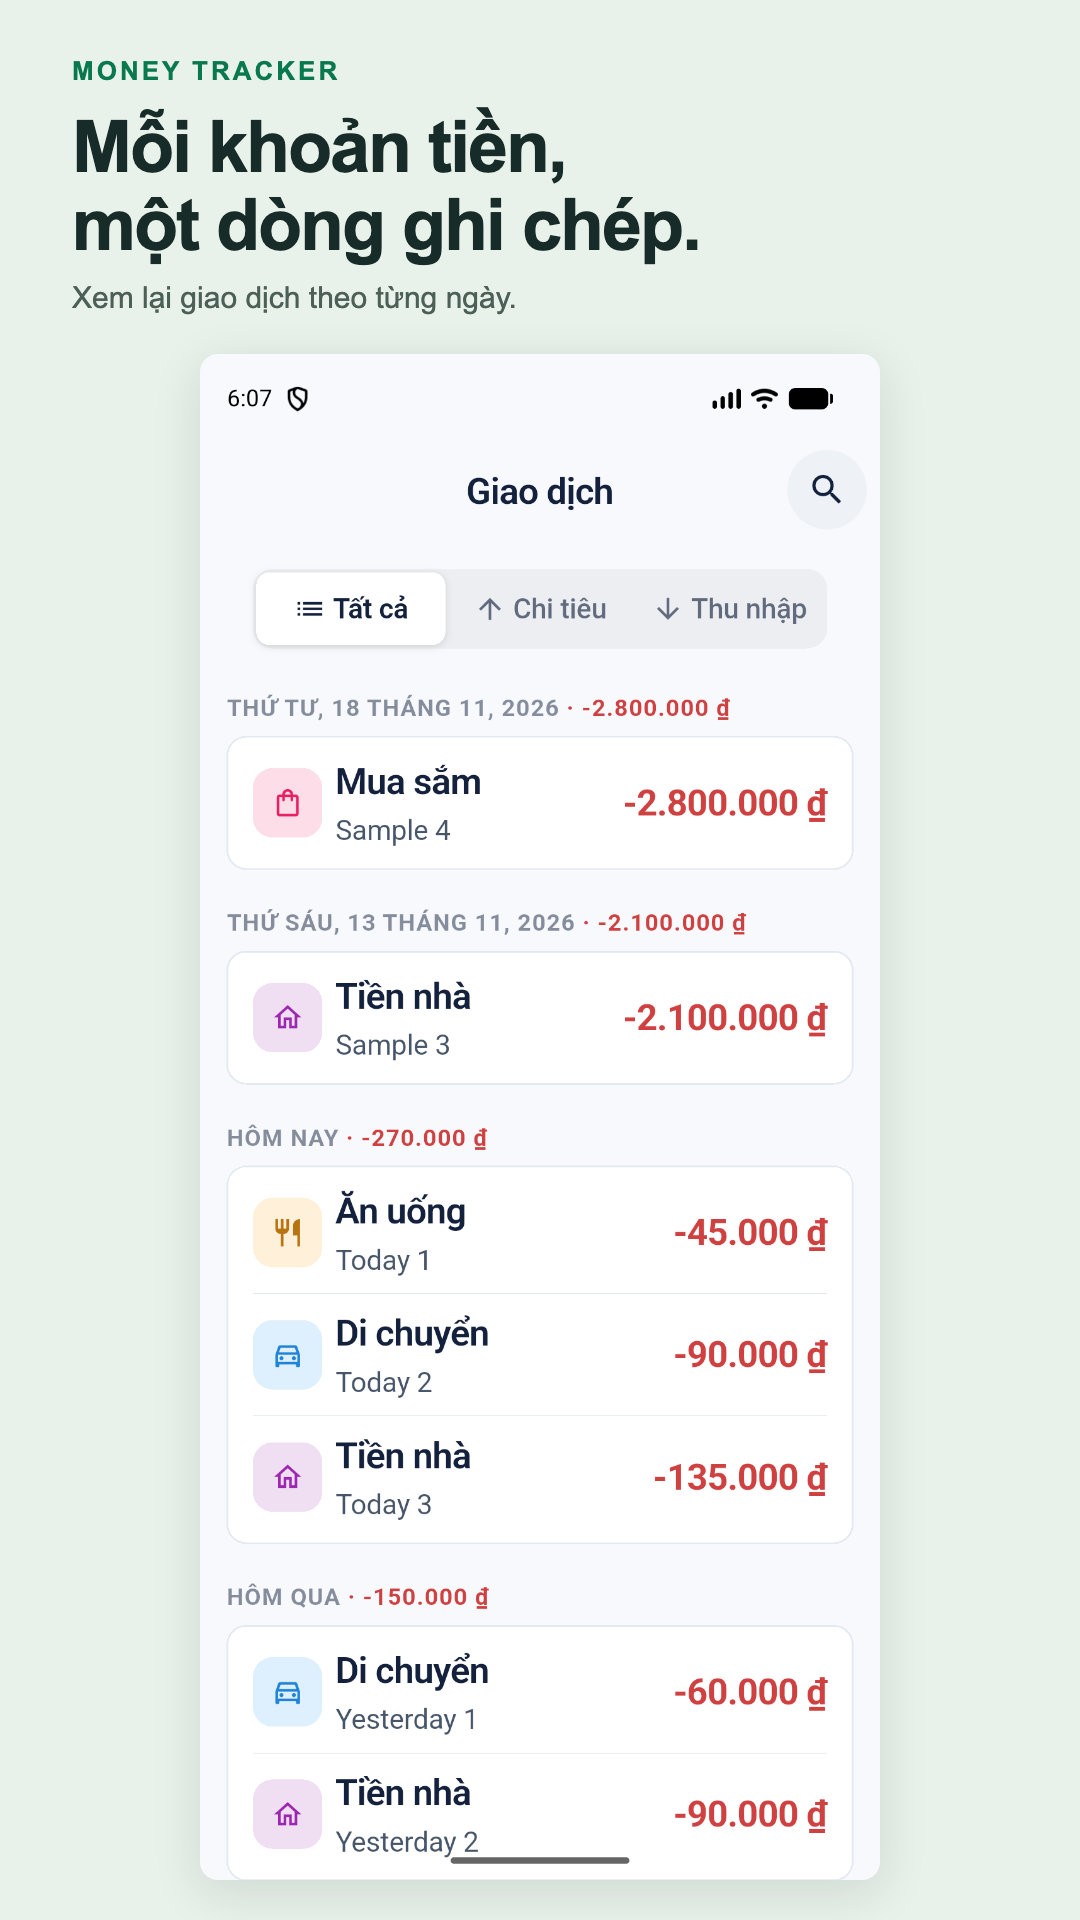 MONEY TRACKER
Mỗi khoản tiền,
một dòng ghi chép.
Xem lại giao dịch theo từng ngày.
6:07
Giao dịch
Tất cả
Chi tiêu
Thu nhập
THỨ TƯ, 18 THÁNG 11, 2026 · -2.800.000 ₫
Mua sắm
-2.800.000 ₫
Sample 4
THỨ SÁU, 13 THÁNG 11, 2026 · -2.100.000 ₫
Tiền nhà
-2.100.000 ₫
Sample 3
HÔM NAY · -270.000 ₫
Ăn uống
-45.000 ₫
Today 1
Di chuyển
-90.000 ₫
Today 2
Tiền nhà
-135.000 ₫
Today 3
HÔM QUA · -150.000 ₫
Di chuyển
-60.000 ₫
Yesterday 1
Tiền nhà
-90.000 ₫
Yesterday 2